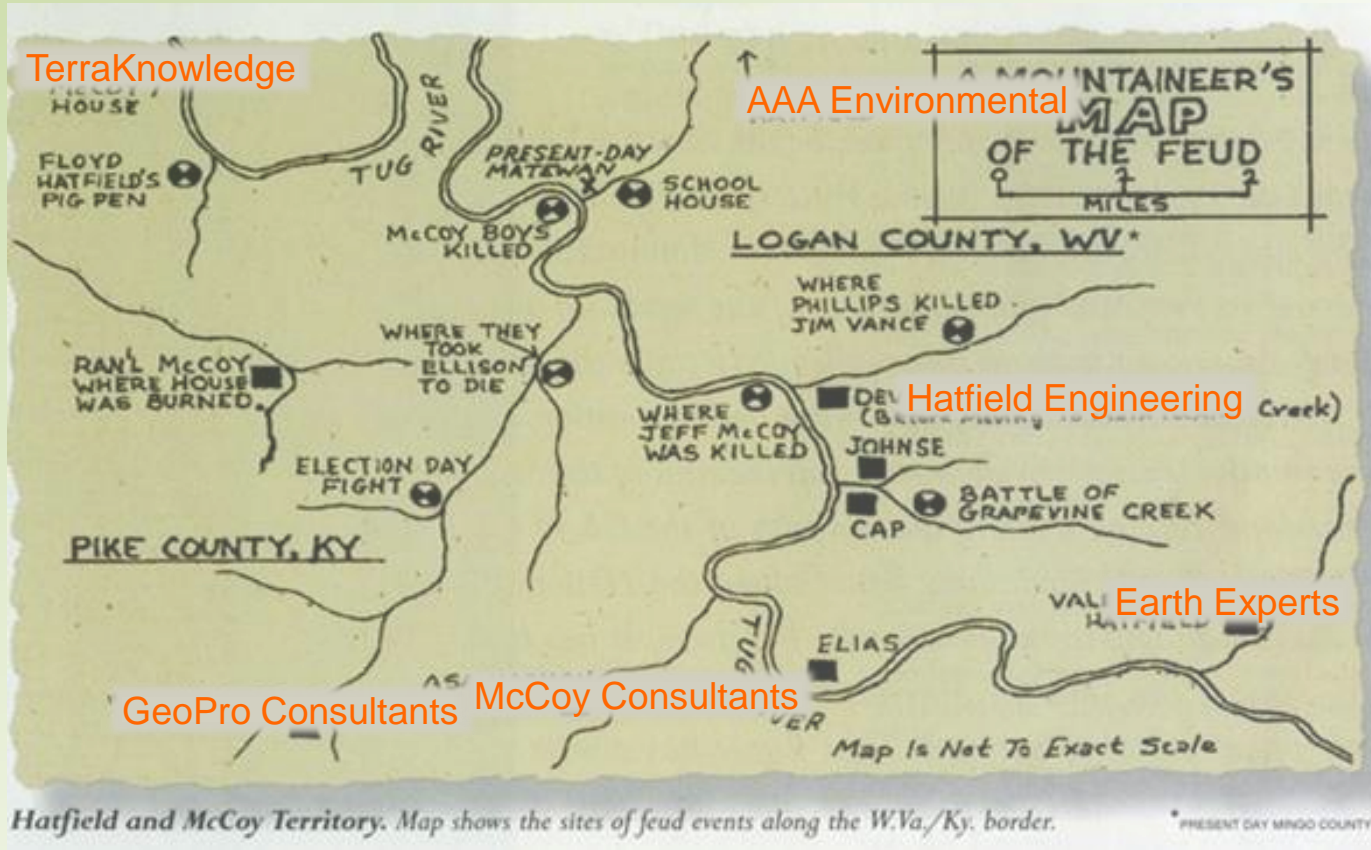 TerraKnowledge
HOUSE
FLOYD
HATFIELD'S
PIG PEN
TUG
RIVER
PRESENT-DAY
MATEWAN
SCHOOL
HOUSE
McCOY BOYS
KILLED
AAA Environmental
A MOUNTAINEER'S
MAP
OF THE FEUD
0 1 2
MILES
LOGAN COUNTY, WV*
WHERE
PHILLIPS KILLED
JIM VANCE
WHERE THEY
TOOK
ELLISON
TO DIE
RAN'L McCOY
WHERE HOUSE
WAS BURNED.
WHERE
JEFF McCOY
WAS KILLED
Hatfield Engineering
Creek)
JOHNSE
CAP
BATTLE OF
GRAPEVINE CREEK
ELECTION DAY
FIGHT
PIKE COUNTY, KY
Earth Experts
TUG
ELIAS
McCoy Consultants
GeoPro Consultants
Map Is Not To Exact Scale
Hatfield and McCoy Territory. Map shows the sites of feud events along the W.Va./Ky. border.
*PRESENT DAY MINGO COUNTY